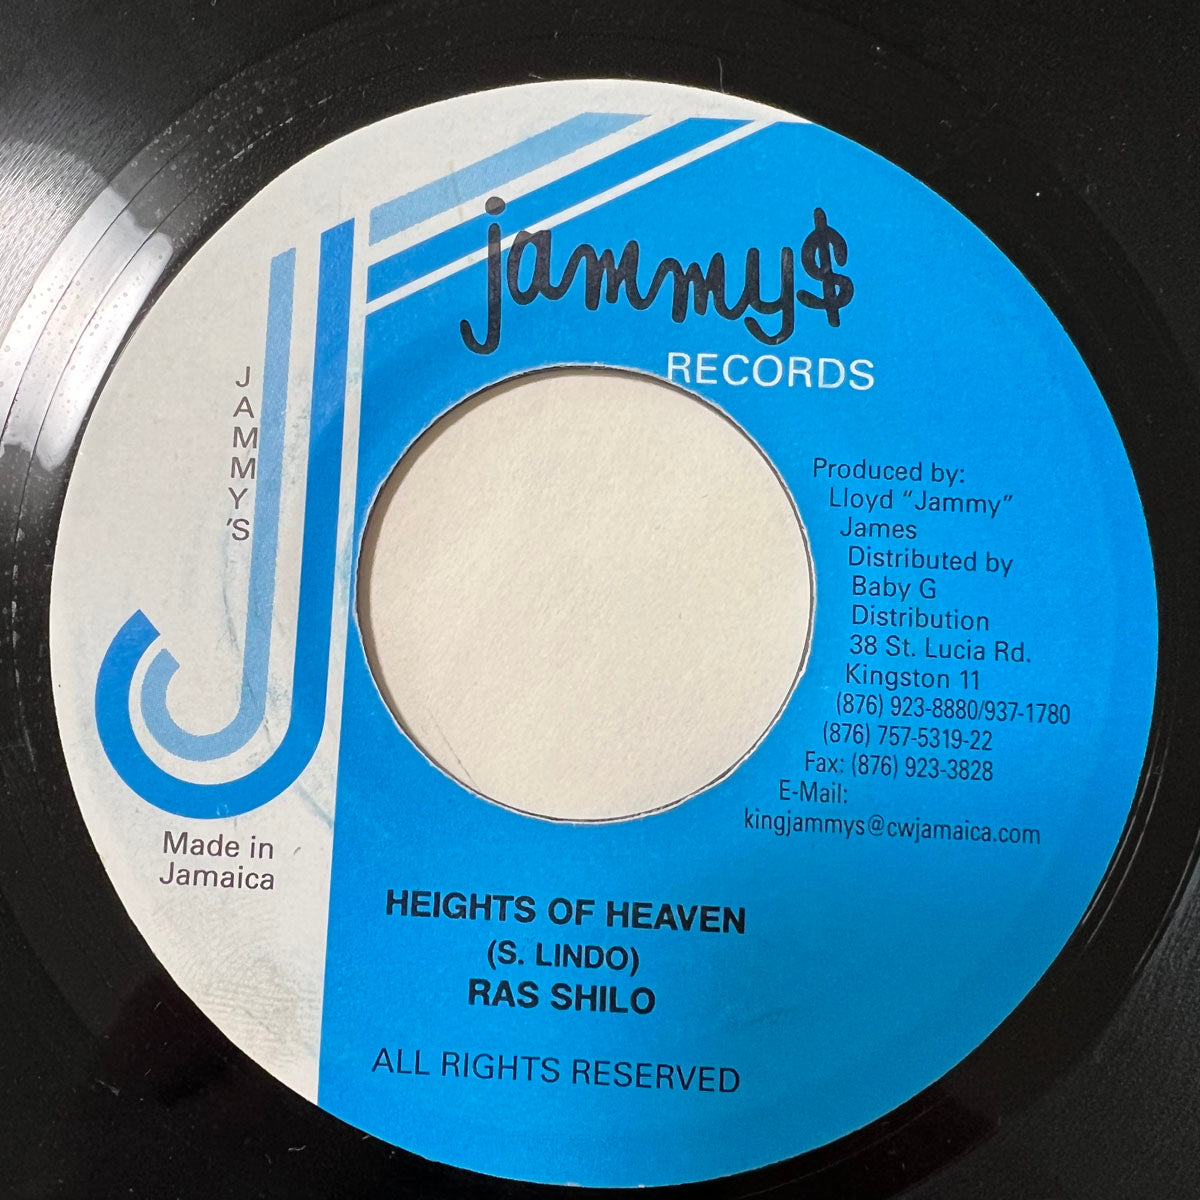 jammy$
RECORDS
JAMMY'S
Produced by:
Lloyd "Jammy"
James
Distributed by
Baby G
Distribution
38 St. Lucia Rd.
Kingston 11
(876) 923-8880/937-1780
(876) 757-5319-22
Fax: (876) 923-3828
E-Mail:
kingjammys@cwjamaica.com
Made in
Jamaica
HEIGHTS OF HEAVEN
(S. LINDO)
RAS SHILO
ALL RIGHTS RESERVED